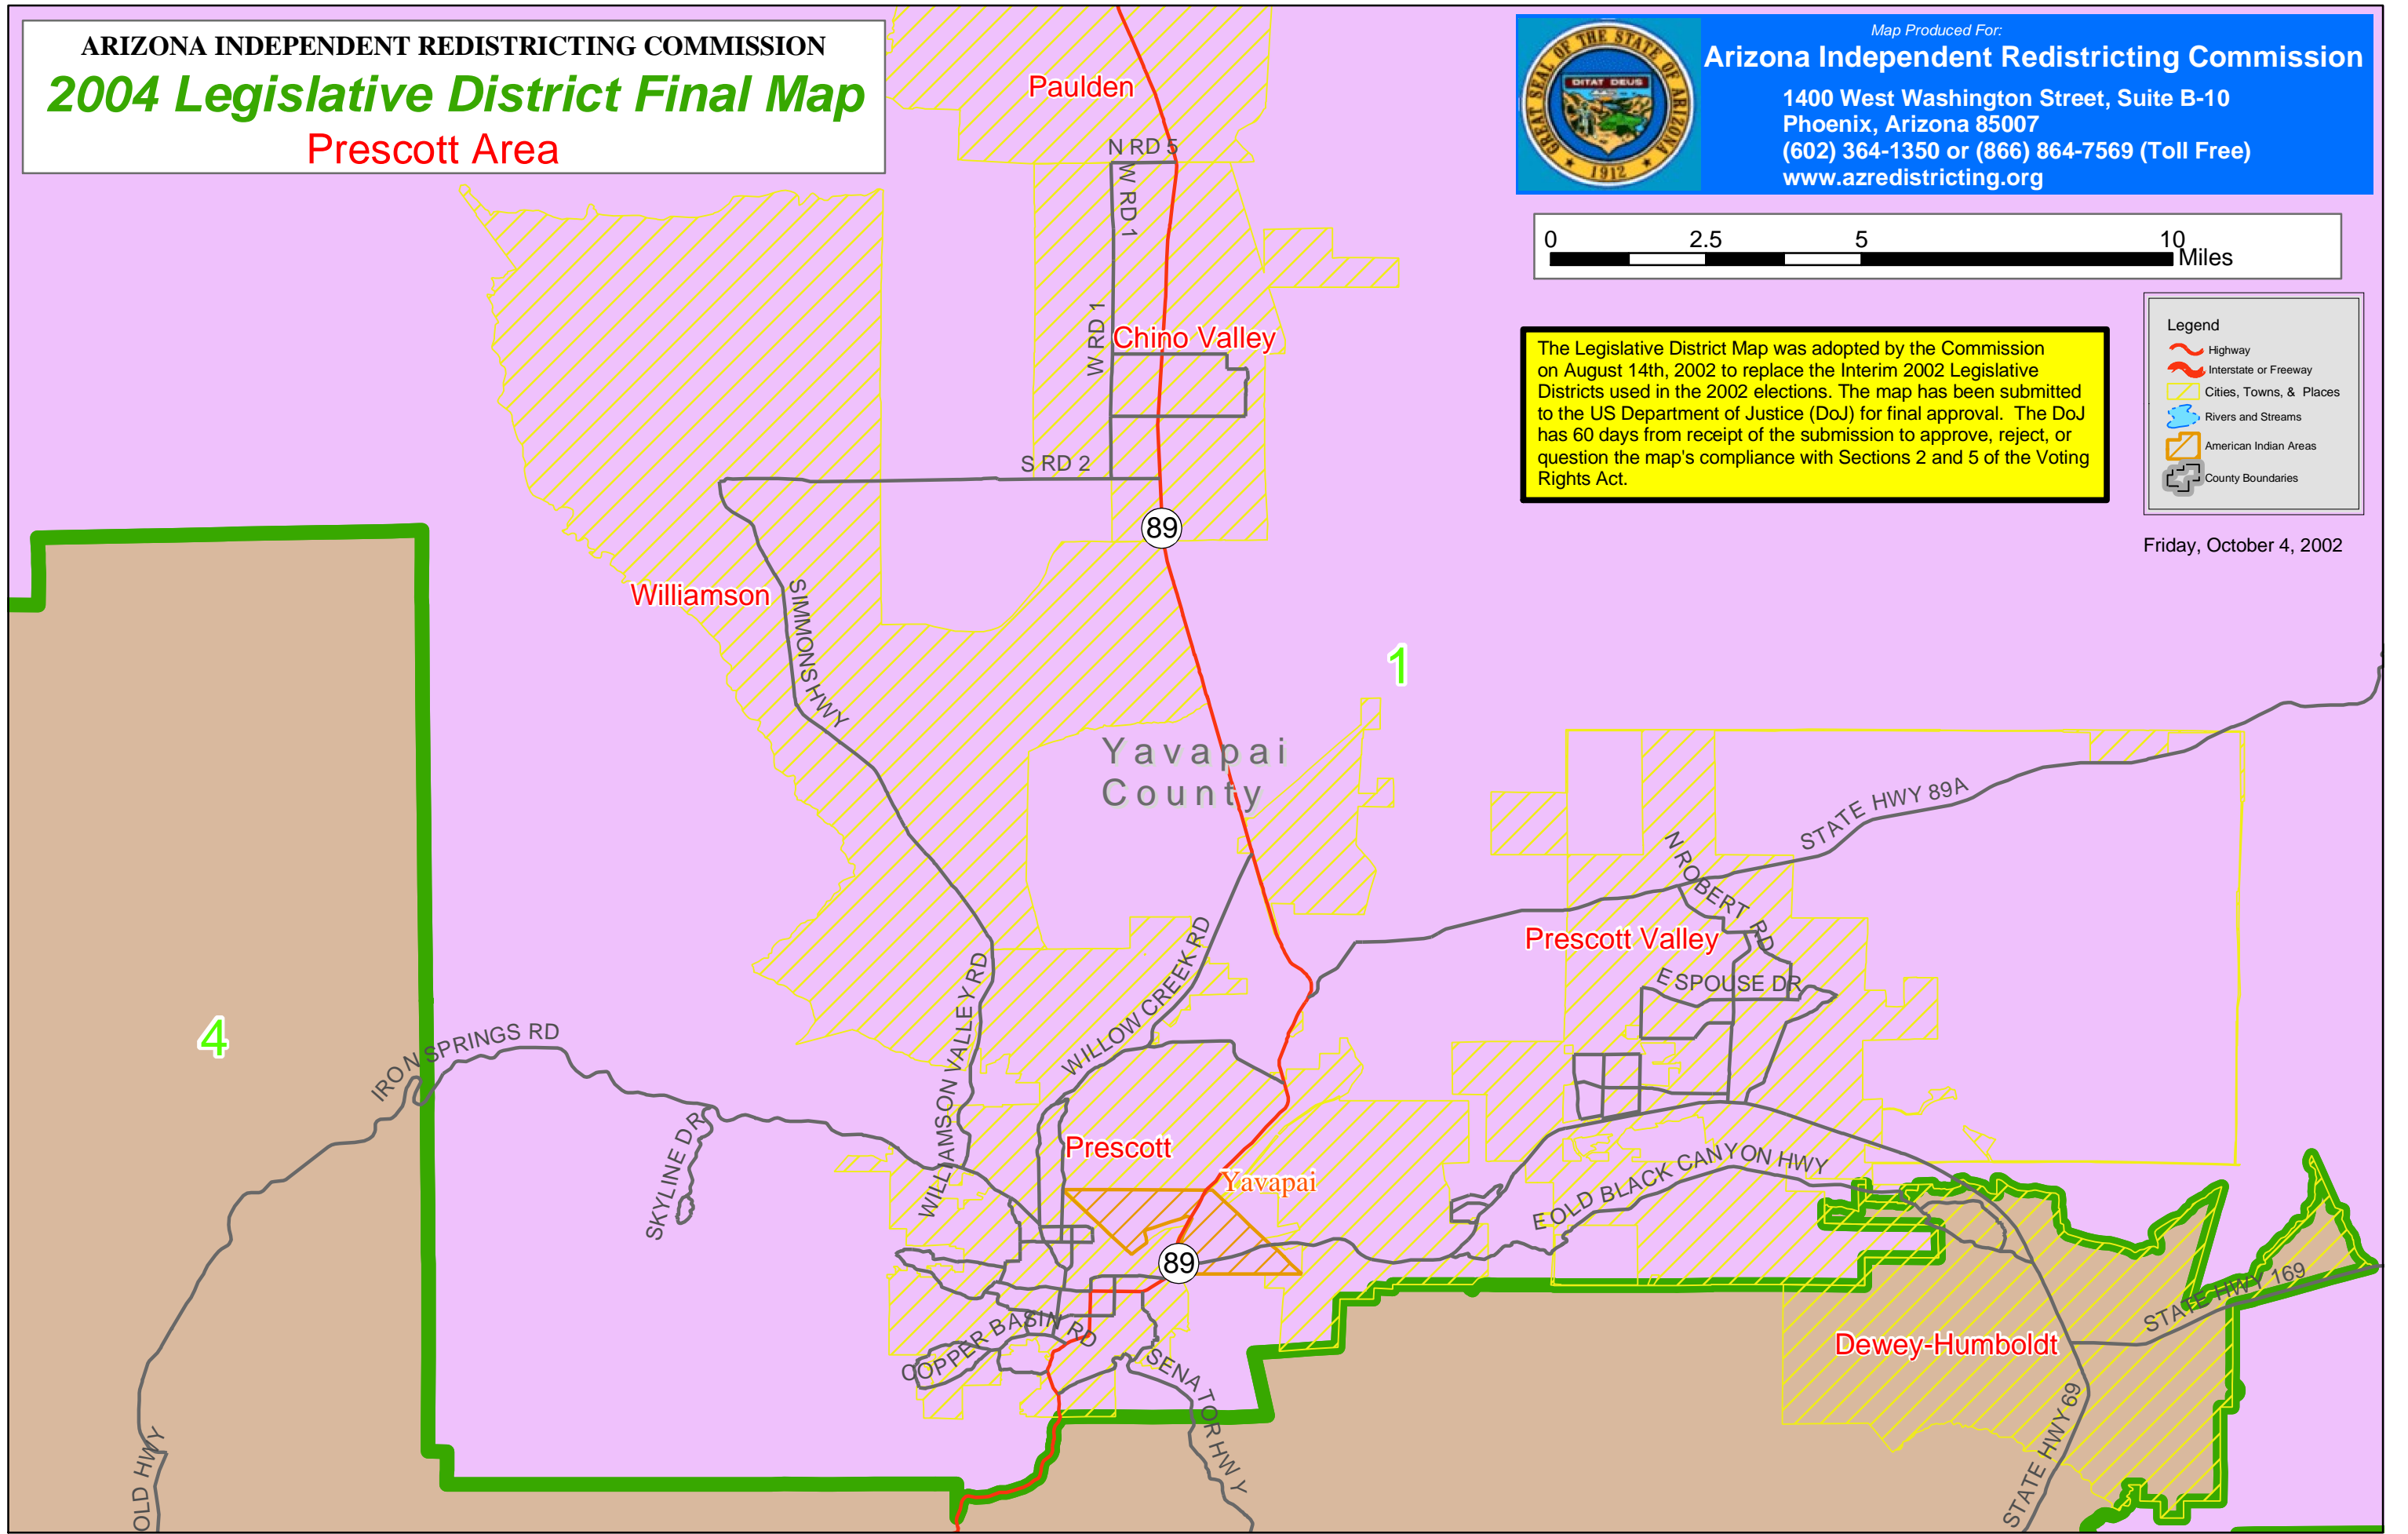 ARIZONA INDEPENDENT REDISTRICTING COMMISSION
2004 Legislative District Final Map
Prescott Area
Map Produced For:
Arizona Independent Redistricting Commission
1400 West Washington Street, Suite B-10
Phoenix, Arizona 85007
(602) 364-1350 or (866) 864-7569 (Toll Free)
www.azredistricting.org
GREAT SEAL OF THE STATE OF ARIZONA
DITAT DEUS
1912
0 2.5 5 10
Miles
The Legislative District Map was adopted by the Commission
on August 14th, 2002 to replace the Interim 2002 Legislative
Districts used in the 2002 elections. The map has been submitted
to the US Department of Justice (DoJ) for final approval. The DoJ
has 60 days from receipt of the submission to approve, reject, or
question the map's compliance with Sections 2 and 5 of the Voting
Rights Act.
Legend
Highway
Interstate or Freeway
Cities, Towns, & Places
Rivers and Streams
American Indian Areas
County Boundaries
Friday, October 4, 2002
Paulden
N RD 5
W RD 1
W RD 1
Chino Valley
S RD 2
89
Williamson
SIMMONS HWY
1
Yavapai
County
STATE HWY 89A
N ROBERT RD
Prescott Valley
E SPOUSE DR
WILLOW CREEK RD
WILLIAMSON VALLEY RD
4
IRON SPRINGS RD
SKYLINE DR
Prescott
Yavapai
E OLD BLACK CANYON HWY
89
COPPER BASIN RD
SENATOR HWY
STATE HWY 169
Dewey-Humboldt
STATE HWY 69
OLD HWY